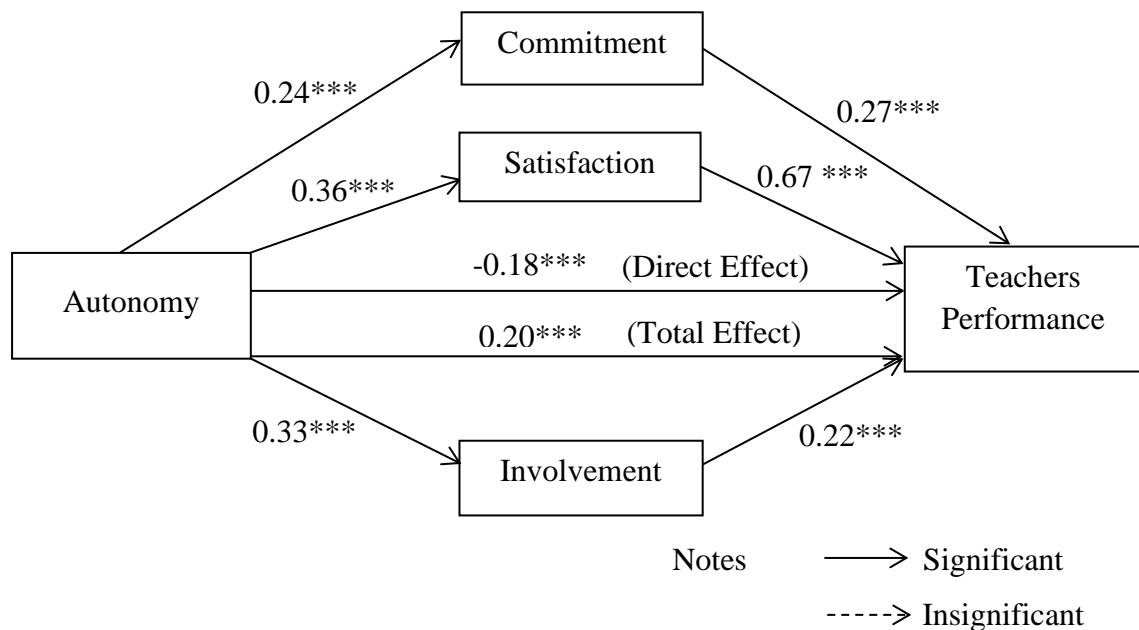 Commitment
0.24***
0.27***
Satisfaction
0.36***
0.67 ***
-0.18*** (Direct Effect)
Autonomy
Teachers
Performance
0.20*** (Total Effect)
0.33***
0.22***
Involvement
Notes
Significant
Insignificant